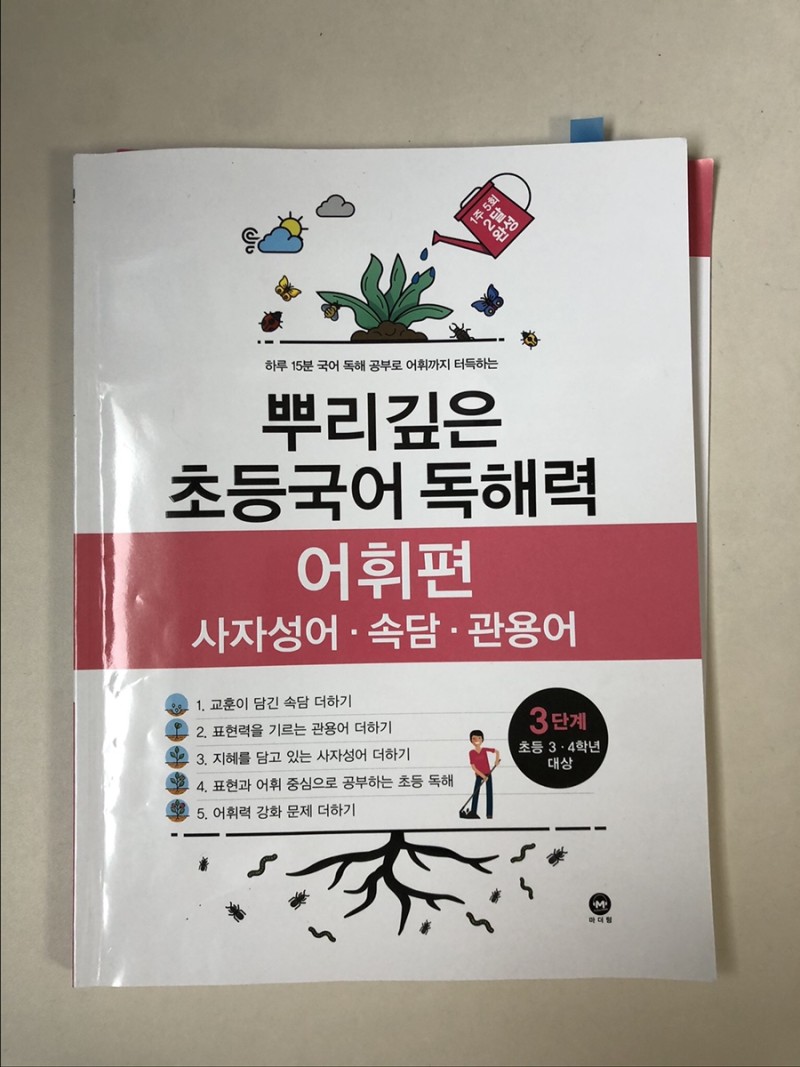 1주 5회
2달
완성
하루 15분 국어 독해 공부로 어휘까지 터득하는
뿌리깊은
초등국어 독해력
어휘편
사자성어 · 속담 · 관용어
1. 교훈이 담긴 속담 더하기
2. 표현력을 기르는 관용어 더하기
3. 지혜를 담고 있는 사자성어 더하기
4. 표현과 어휘 중심으로 공부하는 초등 독해
5. 어휘력 강화 문제 더하기
3단계
초등 3 · 4학년
대상
마더텅